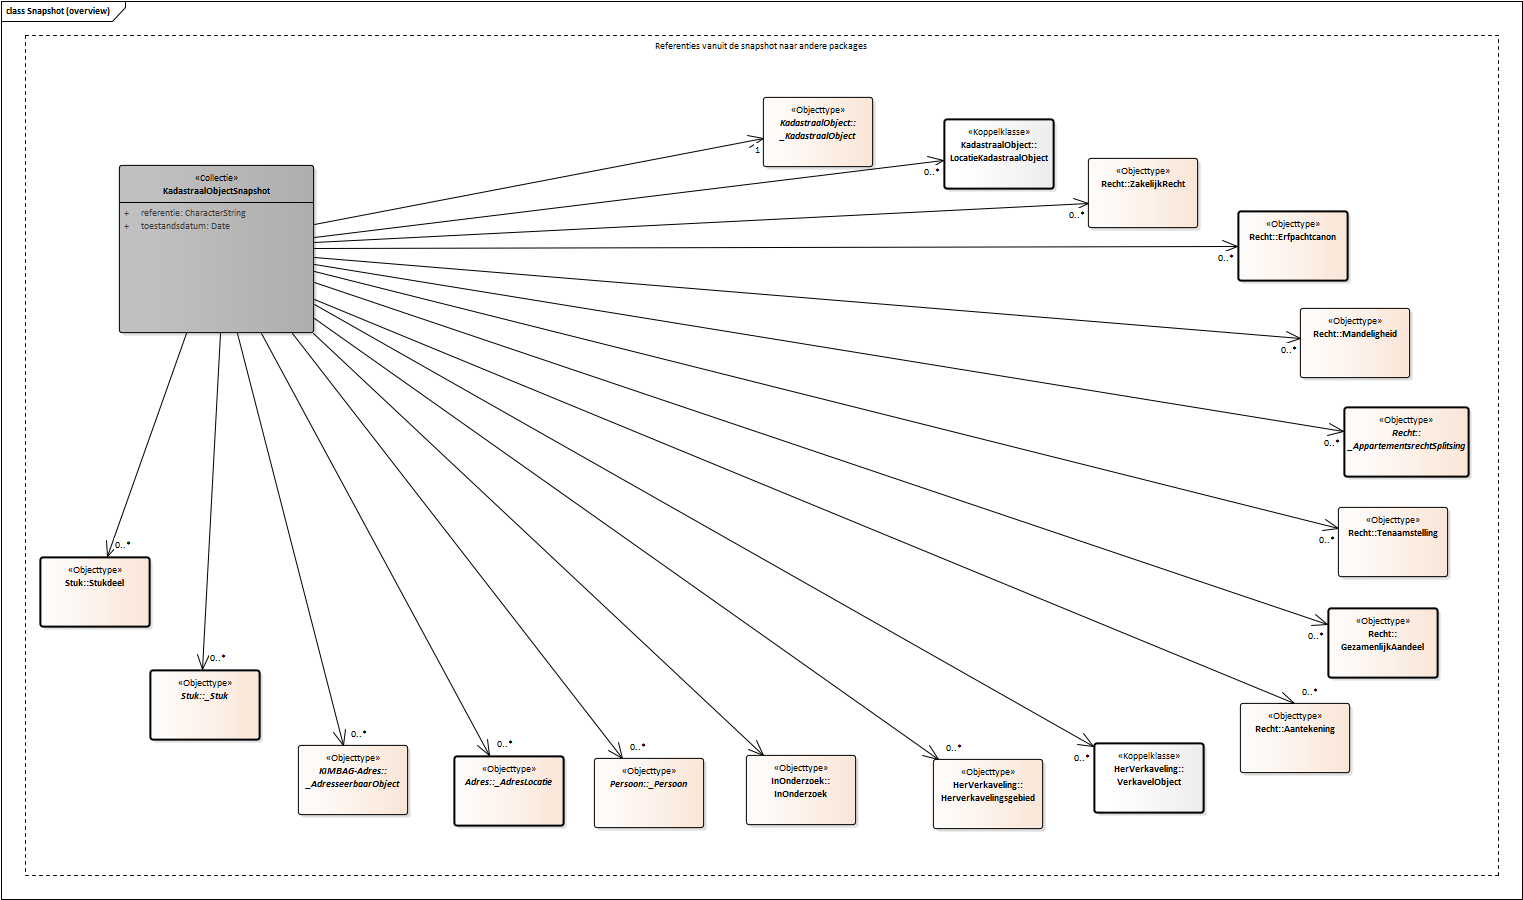 class Snapshot (overview)
Referenties vanuit de snapshot naar andere packages
«Collectie»
KadastraalObjectSnapshot
+ referentie: CharacterString
+ toestandsdatum: Date
«Objecttype»
KadastraalObject::
_KadastraalObject
1
«Koppelklasse»
KadastraalObject::
LocatieKadastraalObject
0..*
«Objecttype»
Recht::ZakelijkRecht
0..*
«Objecttype»
Recht::Erfpachtcanon
0..*
«Objecttype»
Recht::Mandeligheid
0..*
«Objecttype»
Recht::
_AppartementsrechtSplitsing
0..*
«Objecttype»
Recht::Tenaamstelling
0..*
«Objecttype»
Recht::
GezamenlijkAandeel
0..*
0..*
«Objecttype»
Recht::Aantekening
0..*
«Koppelklasse»
HerVerkaveling::
VerkavelObject
0..*
«Objecttype»
HerVerkaveling::
Herverkavelingsgebied
«Objecttype»
InOnderzoek::
InOnderzoek
0..*
«Objecttype»
Persoon::_Persoon
0..*
«Objecttype»
Adres::_AdresLocatie
0..*
«Objecttype»
KIMBAG-Adres::
_AdresseerbaarObject
0..*
«Objecttype»
Stuk::_Stuk
0..*
«Objecttype»
Stuk::Stukdeel